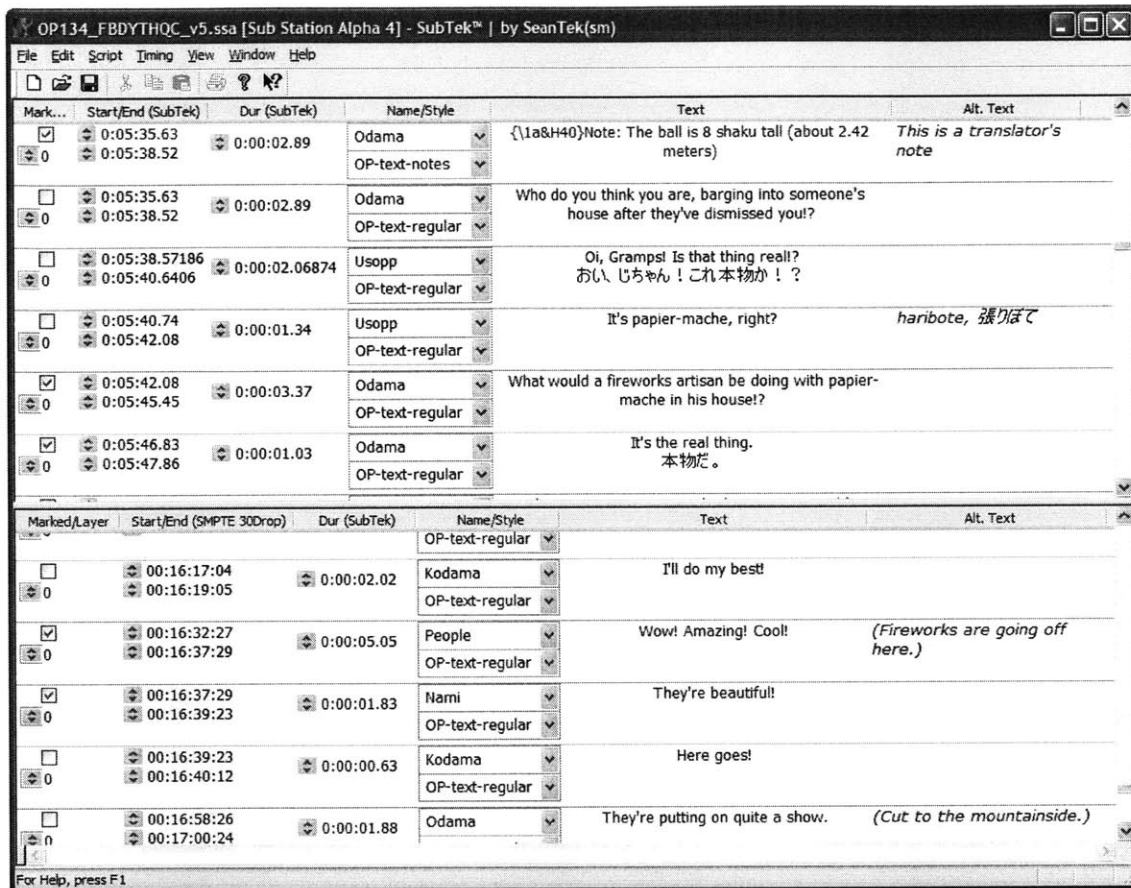 OP134_FBDYTHQC_v5.ssa [Sub Station Alpha 4] - SubTek™ | by SeanTek(sm)
File Edit Script Timing View Window Help
Mark... Start/End (SubTek) Dur (SubTek) Name/Style Text Alt. Text
0:05:35.63 0:00:02.89 Odama {\1a&H40}Note: The ball is 8 shaku tall (about 2.42 This is a translator's
0 0:05:38.52 OP-text-notes meters) note
0:05:35.63 0:00:02.89 Odama Who do you think you are, barging into someone's
0 0:05:38.52 OP-text-regular house after they've dismissed you!?
0:05:38.57186 0:00:02.06874 Usopp Oi, Gramps! Is that thing real!?
0 0:05:40.6406 OP-text-regular おい、じちゃん！これ本物か！？
0:05:40.74 0:00:01.34 Usopp It's papier-mache, right? haribote, 張りぼて
0 0:05:42.08 OP-text-regular
0:05:42.08 0:00:03.37 Odama What would a fireworks artisan be doing with papier-
0 0:05:45.45 OP-text-regular mache in his house!?
0:05:46.83 0:00:01.03 Odama It's the real thing.
0 0:05:47.86 OP-text-regular 本物だ。
Marked/Layer Start/End (SMPTE 30Drop) Dur (SubTek) Name/Style Text Alt. Text
OP-text-regular
00:16:17:04 0:00:02.02 Kodama I'll do my best!
0 00:16:19:05 OP-text-regular
00:16:32:27 0:00:05.05 People Wow! Amazing! Cool! (Fireworks are going off
0 00:16:37:29 OP-text-regular here.)
00:16:37:29 0:00:01.83 Nami They're beautiful!
0 00:16:39:23 OP-text-regular
00:16:39:23 0:00:00.63 Kodama Here goes!
0 00:16:40:12 OP-text-regular
00:16:58:26 0:00:01.88 Odama They're putting on quite a show. (Cut to the mountainside.)
0 00:17:00:24
For Help, press F1